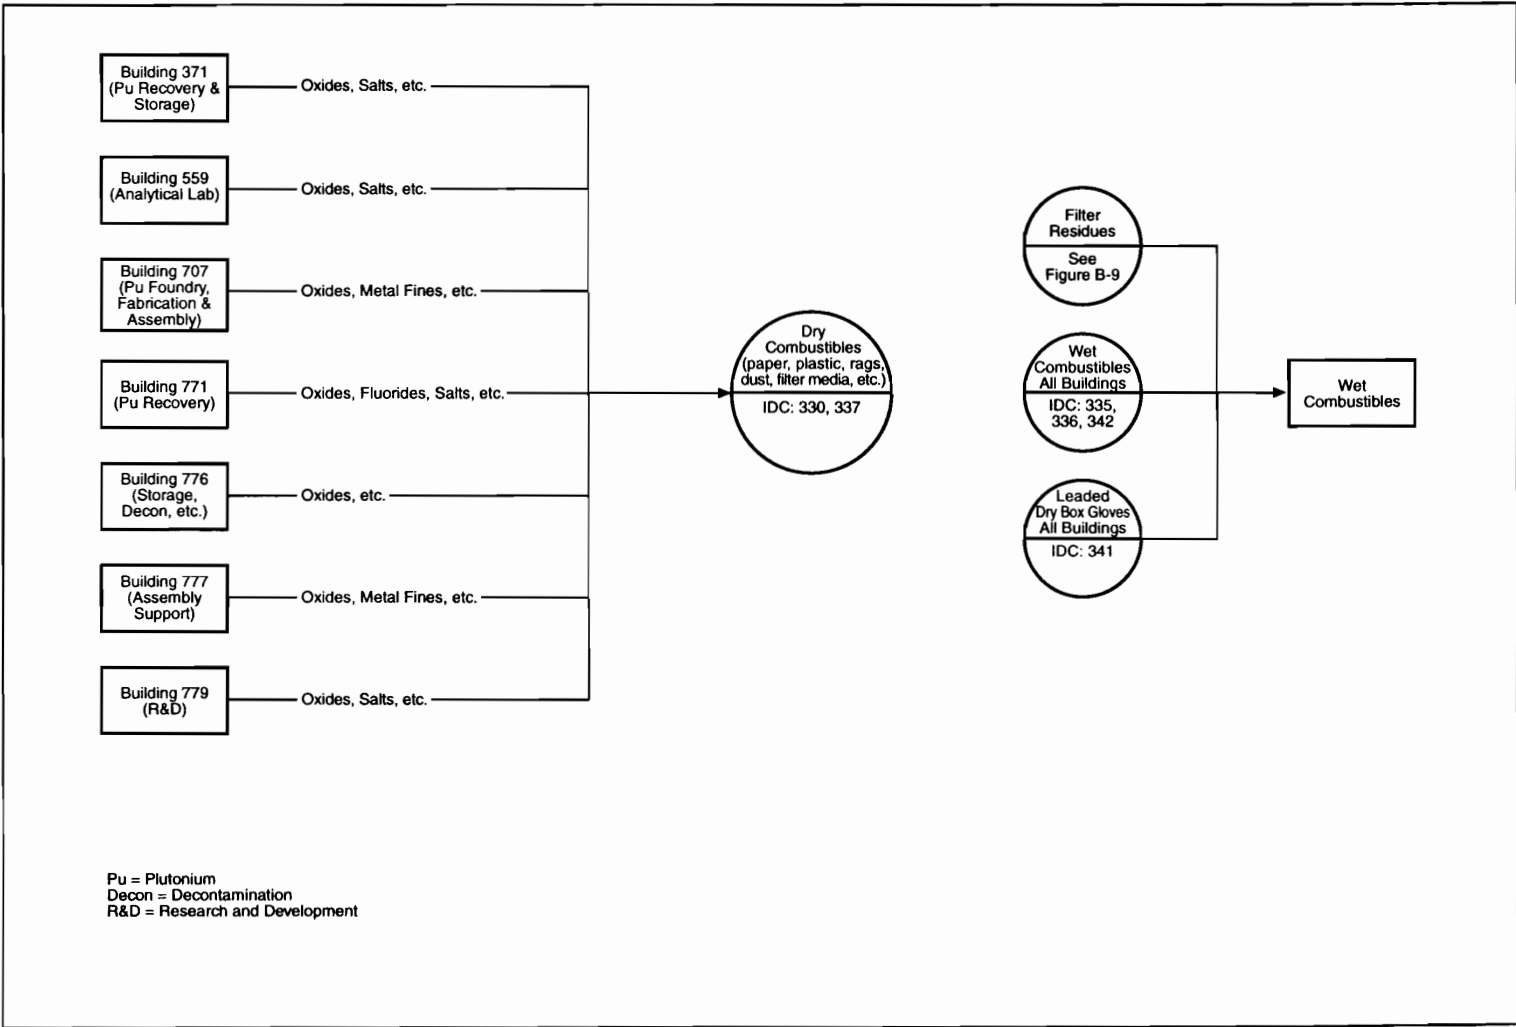 Building 371
(Pu Recovery &
Storage)
Oxides, Salts, etc.
Building 559
(Analytical Lab)
Oxides, Salts, etc.
Building 707
(Pu Foundry,
Fabrication &
Assembly)
Oxides, Metal Fines, etc.
Building 771
(Pu Recovery)
Oxides, Fluorides, Salts, etc.
Building 776
(Storage,
Decon, etc.)
Oxides, etc.
Building 777
(Assembly
Support)
Oxides, Metal Fines, etc.
Building 779
(R&D)
Oxides, Salts, etc.
Dry
Combustibles
(paper, plastic, rags,
dust, filter media, etc.)
IDC: 330, 337
Filter
Residues
See
Figure B-9
Wet
Combustibles
All Buildings
IDC: 335,
336, 342
Leaded
Dry Box Gloves
All Buildings
IDC: 341
Wet
Combustibles
Pu = Plutonium
Decon = Decontamination
R&D = Research and Development